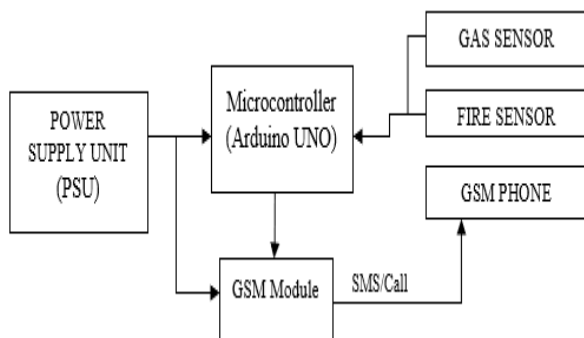 POWER
SUPPLY UNIT
(PSU)
Microcontroller
(Arduino UNO)
GAS SENSOR
FIRE SENSOR
GSM PHONE
GSM Module
SMS/Call